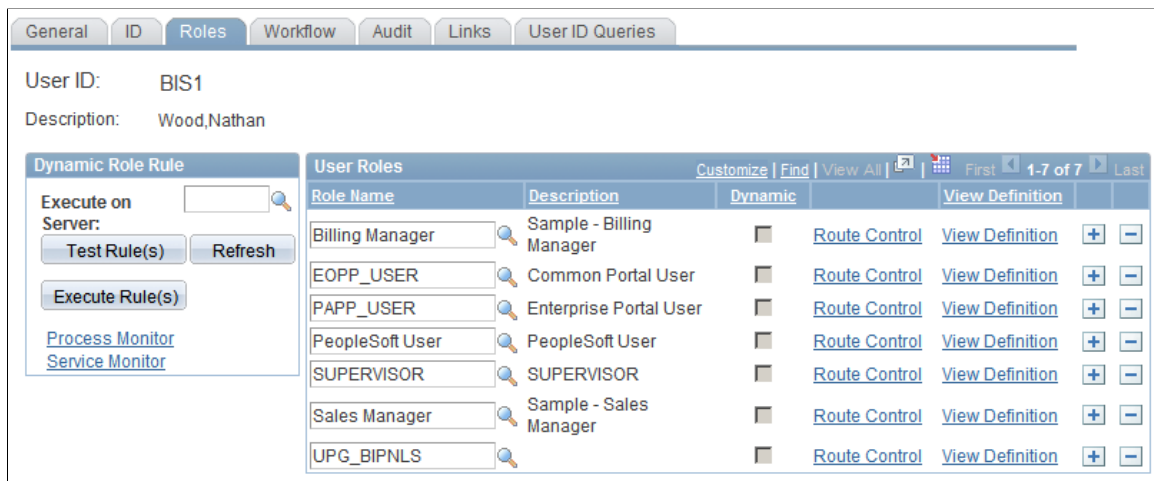 General ID Roles Workflow Audit Links User ID Queries
User ID: BIS1
Description: Wood,Nathan
Dynamic Role Rule
Execute on
Server:
Test Rule(s) Refresh
Execute Rule(s)
Process Monitor
Service Monitor
User Roles Customize | Find | View All | | First 1-7 of 7 Last
Role Name Description Dynamic View Definition
Billing Manager Sample - Billing Route Control View Definition + -
Manager
EOPP_USER Common Portal User Route Control View Definition + -
PAPP_USER Enterprise Portal User Route Control View Definition + -
PeopleSoft User PeopleSoft User Route Control View Definition + -
SUPERVISOR SUPERVISOR Route Control View Definition + -
Sales Manager Sample - Sales Route Control View Definition + -
Manager
UPG_BIPNLS Route Control View Definition + -